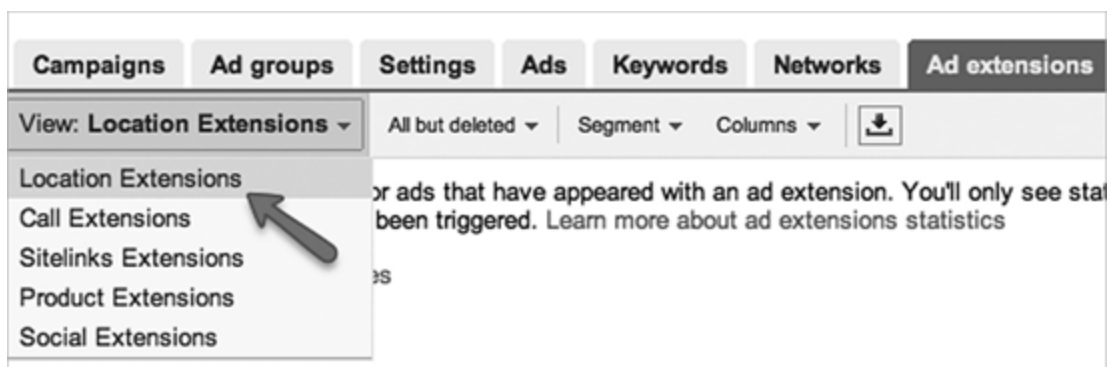 Campaigns Ad groups Settings Ads Keywords Networks Ad extensions
View: Location Extensions All but deleted Segment Columns
Location Extensions
or ads that have appeared with an ad extension. You'll only see
Call Extensions
been triggered. Learn more about ad extensions statistics
Sitelinks Extensions
Product Extensions
Social Extensions